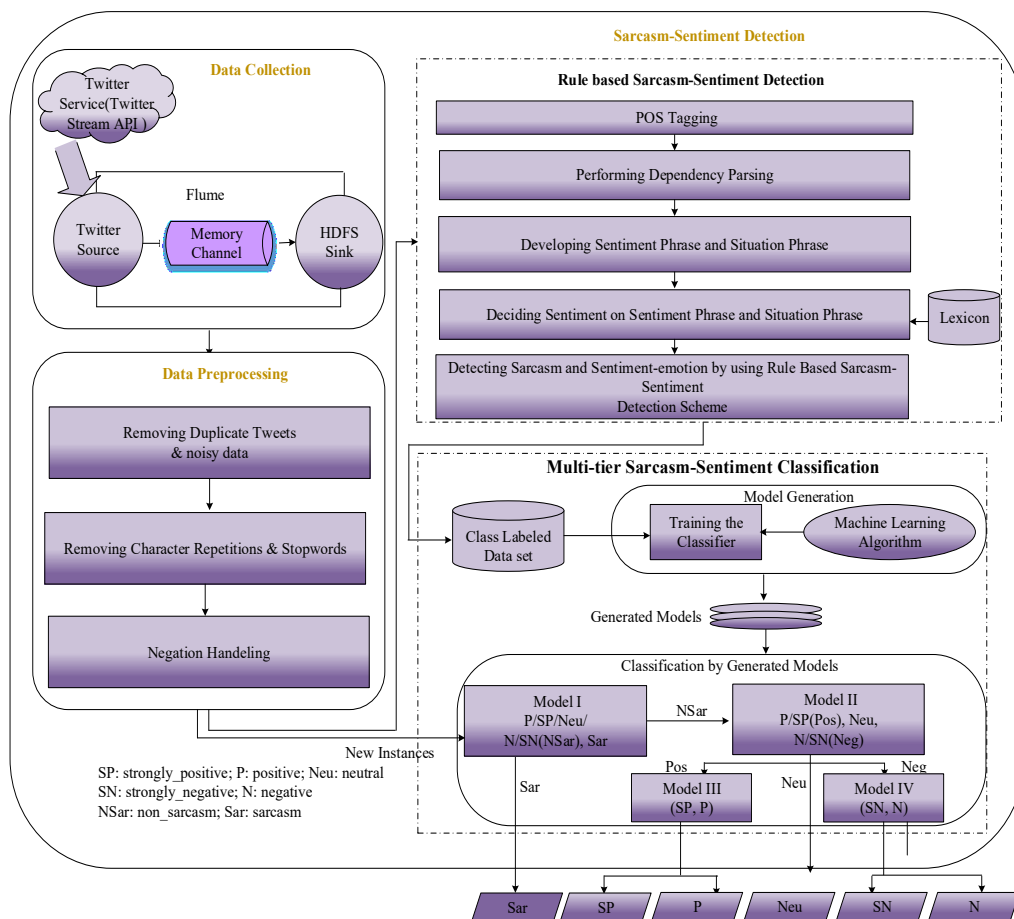 Sarcasm-Sentiment Detection
Data Collection
Twitter
Service(Twitter
Stream API )
Flume
Twitter
Source
Memory
Channel
HDFS
Sink
Data Preprocessing
Removing Duplicate Tweets
& noisy data
Removing Character Repetitions & Stopwords
Negation Handeling
Rule based Sarcasm-Sentiment Detection
POS Tagging
Performing Dependency Parsing
Developing Sentiment Phrase and Situation Phrase
Deciding Sentiment on Sentiment Phrase and Situation Phrase
Lexicon
Detecting Sarcasm and Sentiment-emotion by using Rule Based Sarcasm-
Sentiment
Detection Scheme
Multi-tier Sarcasm-Sentiment Classification
Model Generation
Class Labeled
Data set
Training the
Classifier
Machine Learning
Algorithm
Generated Models
Classification by Generated Models
Model I
P/SP/Neu/
N/SN(NSar), Sar
NSar
Model II
P/SP(Pos), Neu,
N/SN(Neg)
New Instances
Pos
Neg
Sar
Neu
Model III
(SP, P)
Model IV
(SN, N)
SP: strongly_positive; P: positive; Neu: neutral
SN: strongly_negative; N: negative
NSar: non_sarcasm; Sar: sarcasm
Sar
SP
P
Neu
SN
N